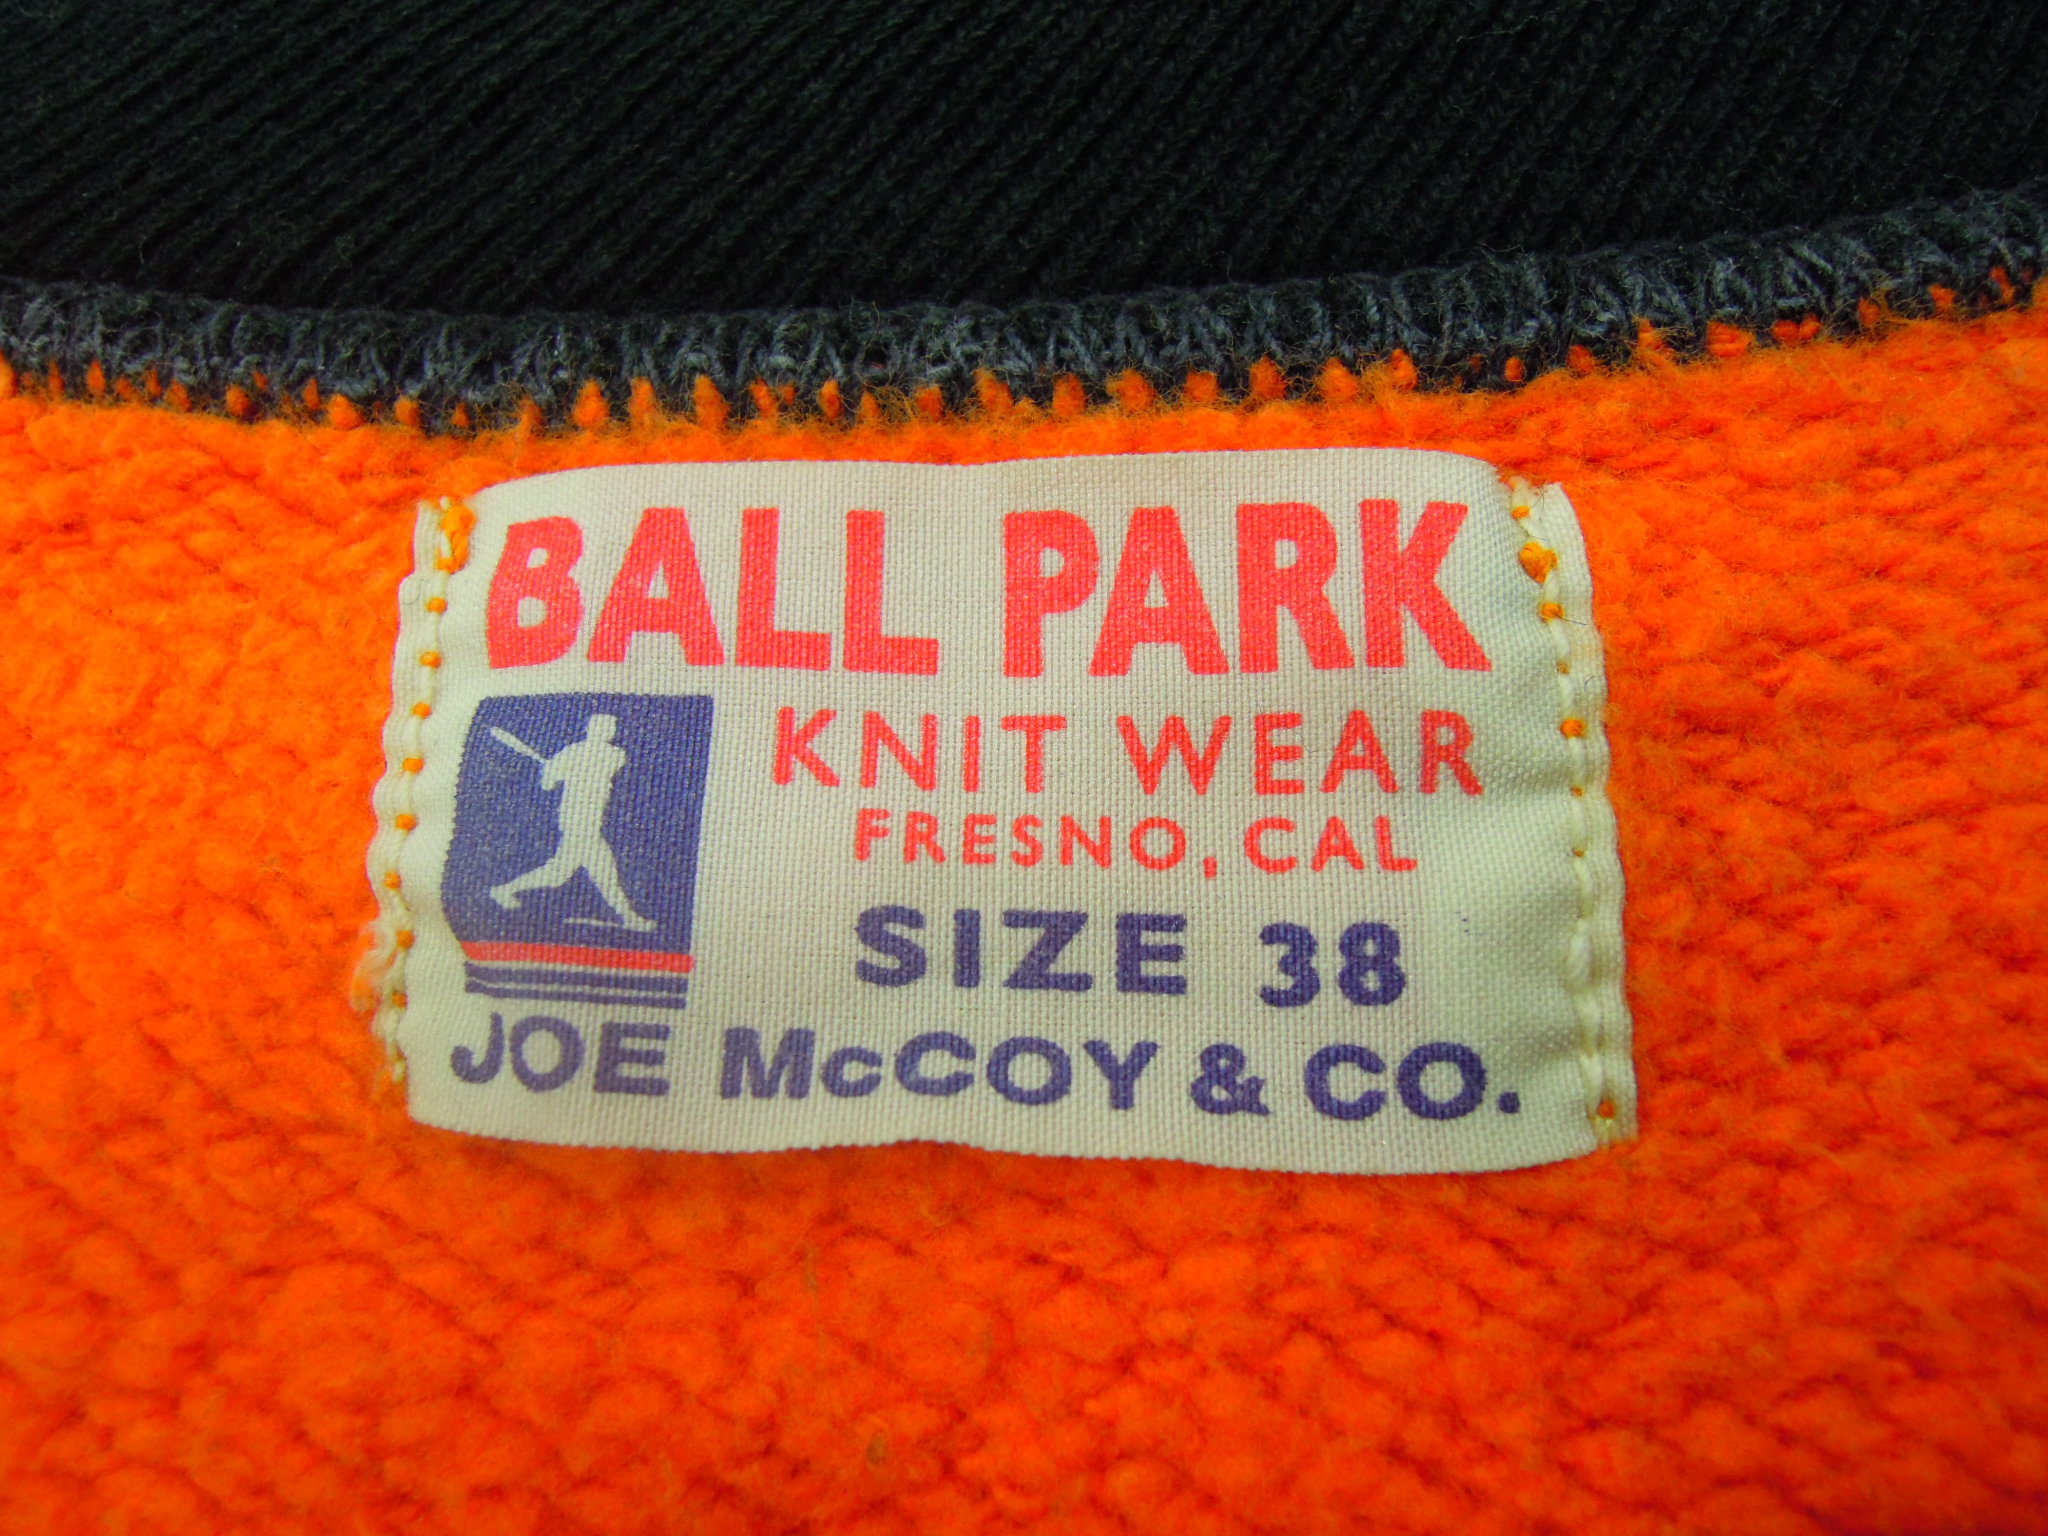 BALL PARK
KNIT WEAR
FRESNO, CAL
SIZE 38
JOE McCOY & CO.